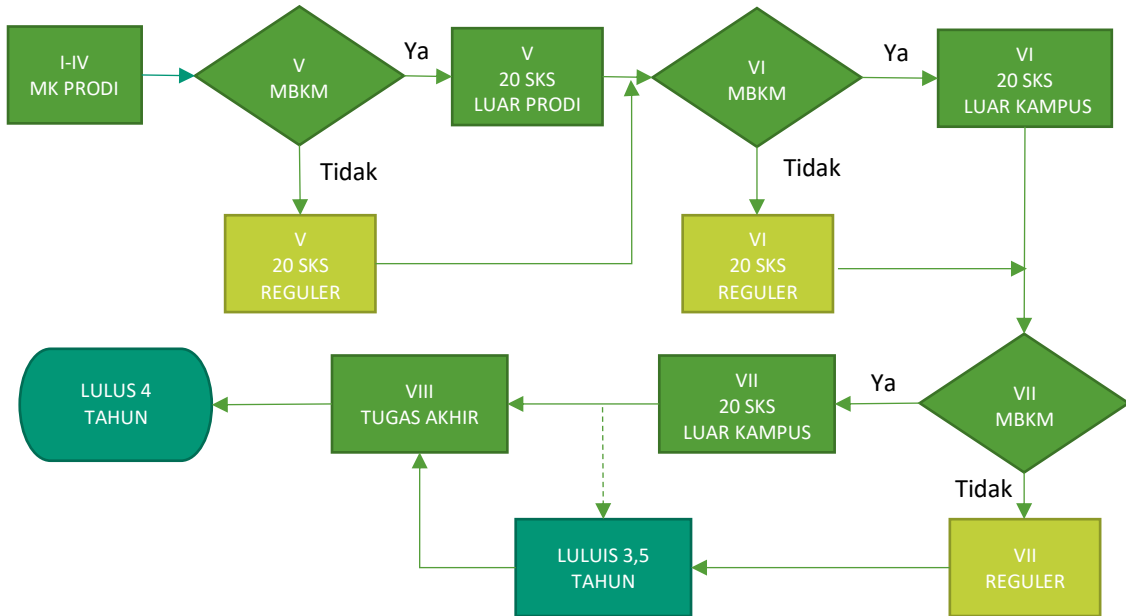 I-IV
MK PRODI
V
MBKM
Ya
V
20 SKS
LUAR PRODI
VI
MBKM
Ya
VI
20 SKS
LUAR KAMPUS
Tidak
Tidak
V
20 SKS
REGULER
VI
20 SKS
REGULER
LULUS 4
TAHUN
VIII
TUGAS AKHIR
VII
20 SKS
LUAR KAMPUS
Ya
VII
MBKM
Tidak
LULUIS 3,5
TAHUN
VII
REGULER